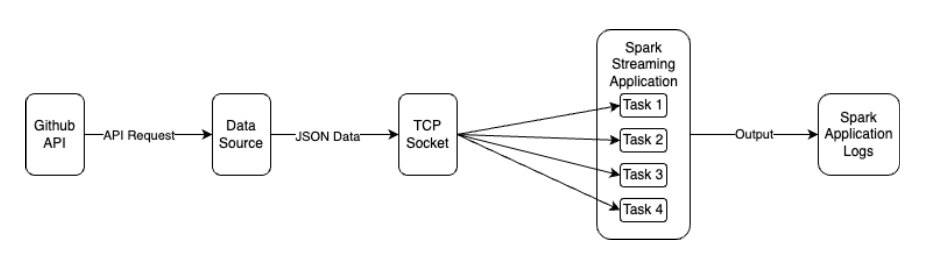 Github
API
API Request
Data
Source
JSON Data
TCP
Socket
Spark
Streaming
Application
Task 1
Task 2
Task 3
Task 4
Output
Spark
Application
Logs